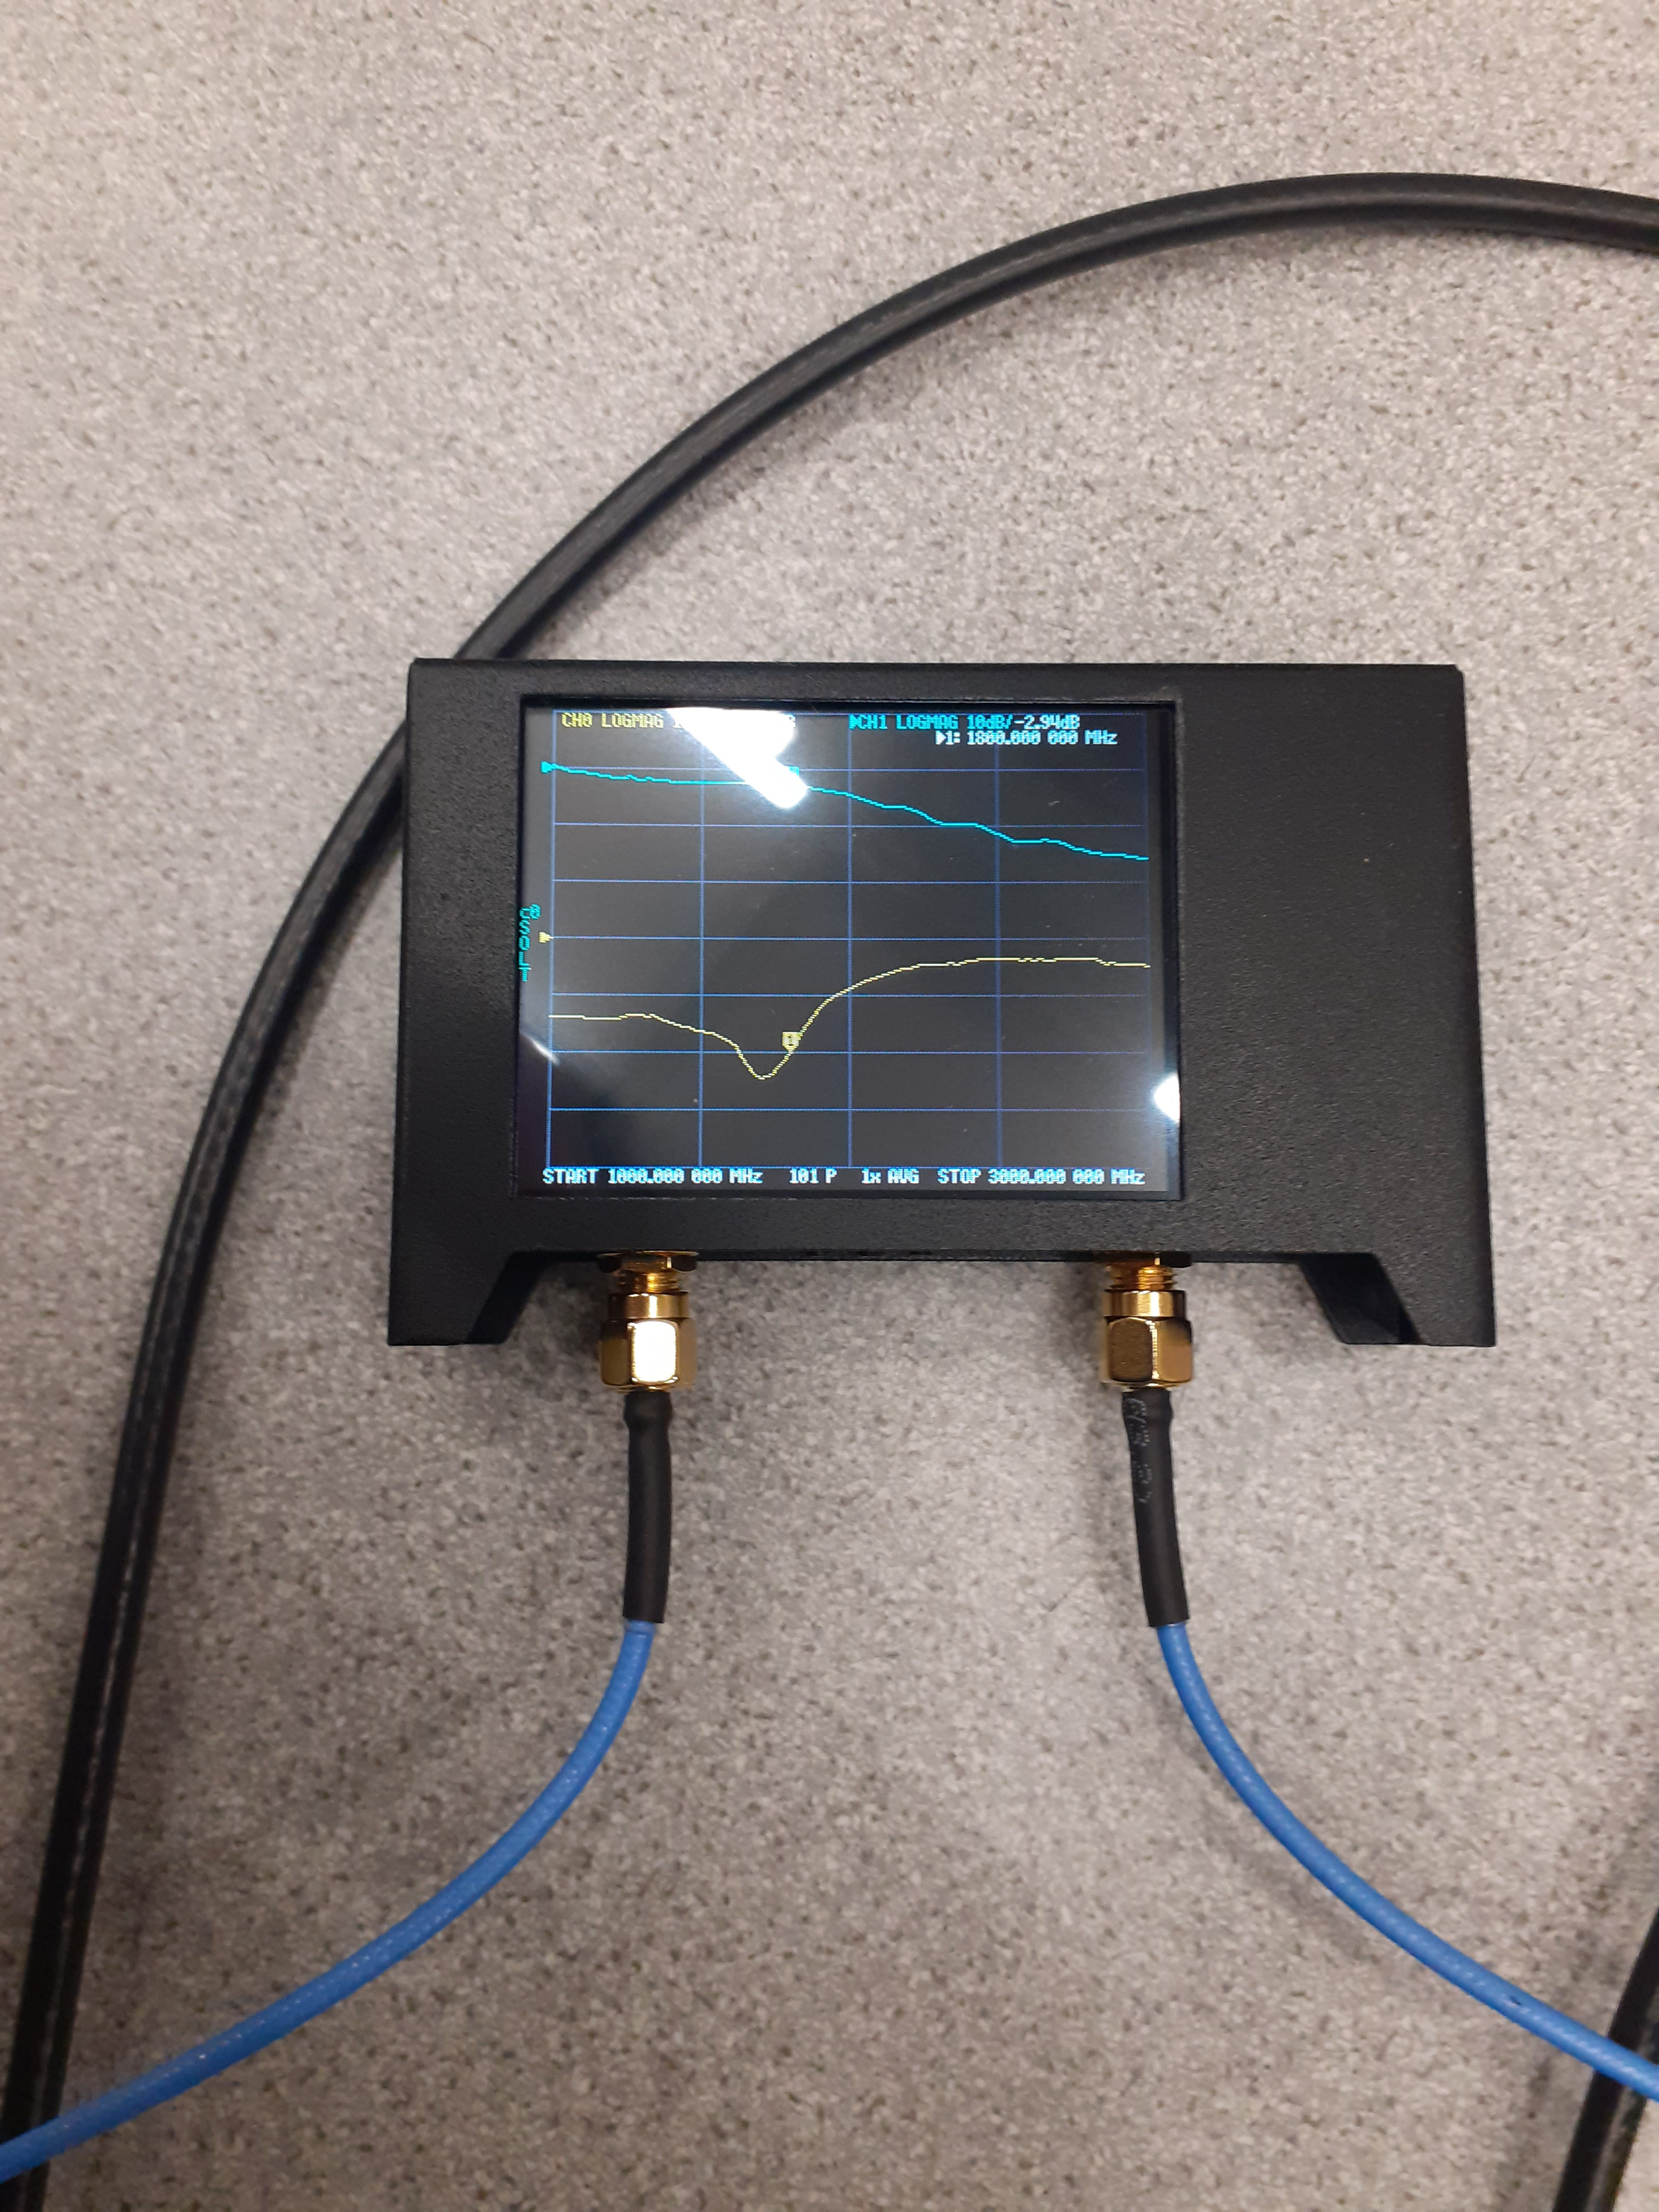 CH0 LOGMAG
CH1 LOGMAG 10dB/-2.94dB
1: 1800.000 000 MHz
1
START 1000.000 000 MHz 101 P 1x AVG STOP 3000.000 000 MHz